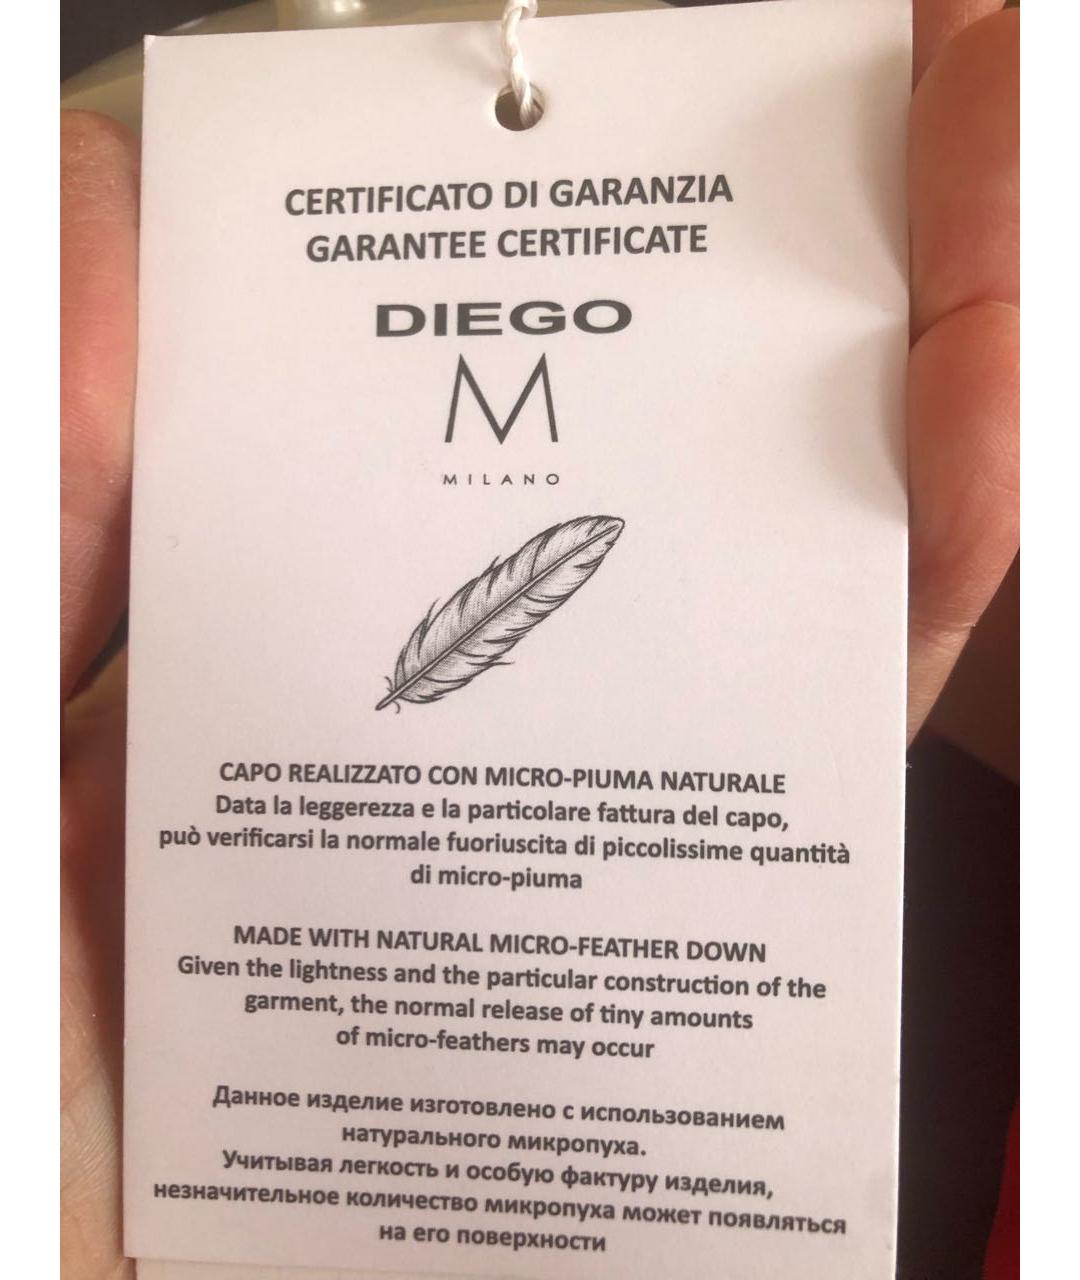 CERTIFICATO DI GARANZIA
GARANTEE CERTIFICATE
DIEGO
M
MILANO
CAPO REALIZZATO CON MICRO-PIUMA NATURALE
Data la leggerezza e la particolare fattura del capo,
può verificarsi la normale fuoriuscita di piccolissime quantità
di micro-piuma
MADE WITH NATURAL MICRO-FEATHER DOWN
Given the lightness and the particular construction of the
garment, the normal release of tiny amounts
of micro-feathers may occur
Данное изделие изготовлено с использованием
натурального микропуха.
Учитывая легкость и особую фактуру изделия,
незначительное количество микропуха может появляться
на его поверхности